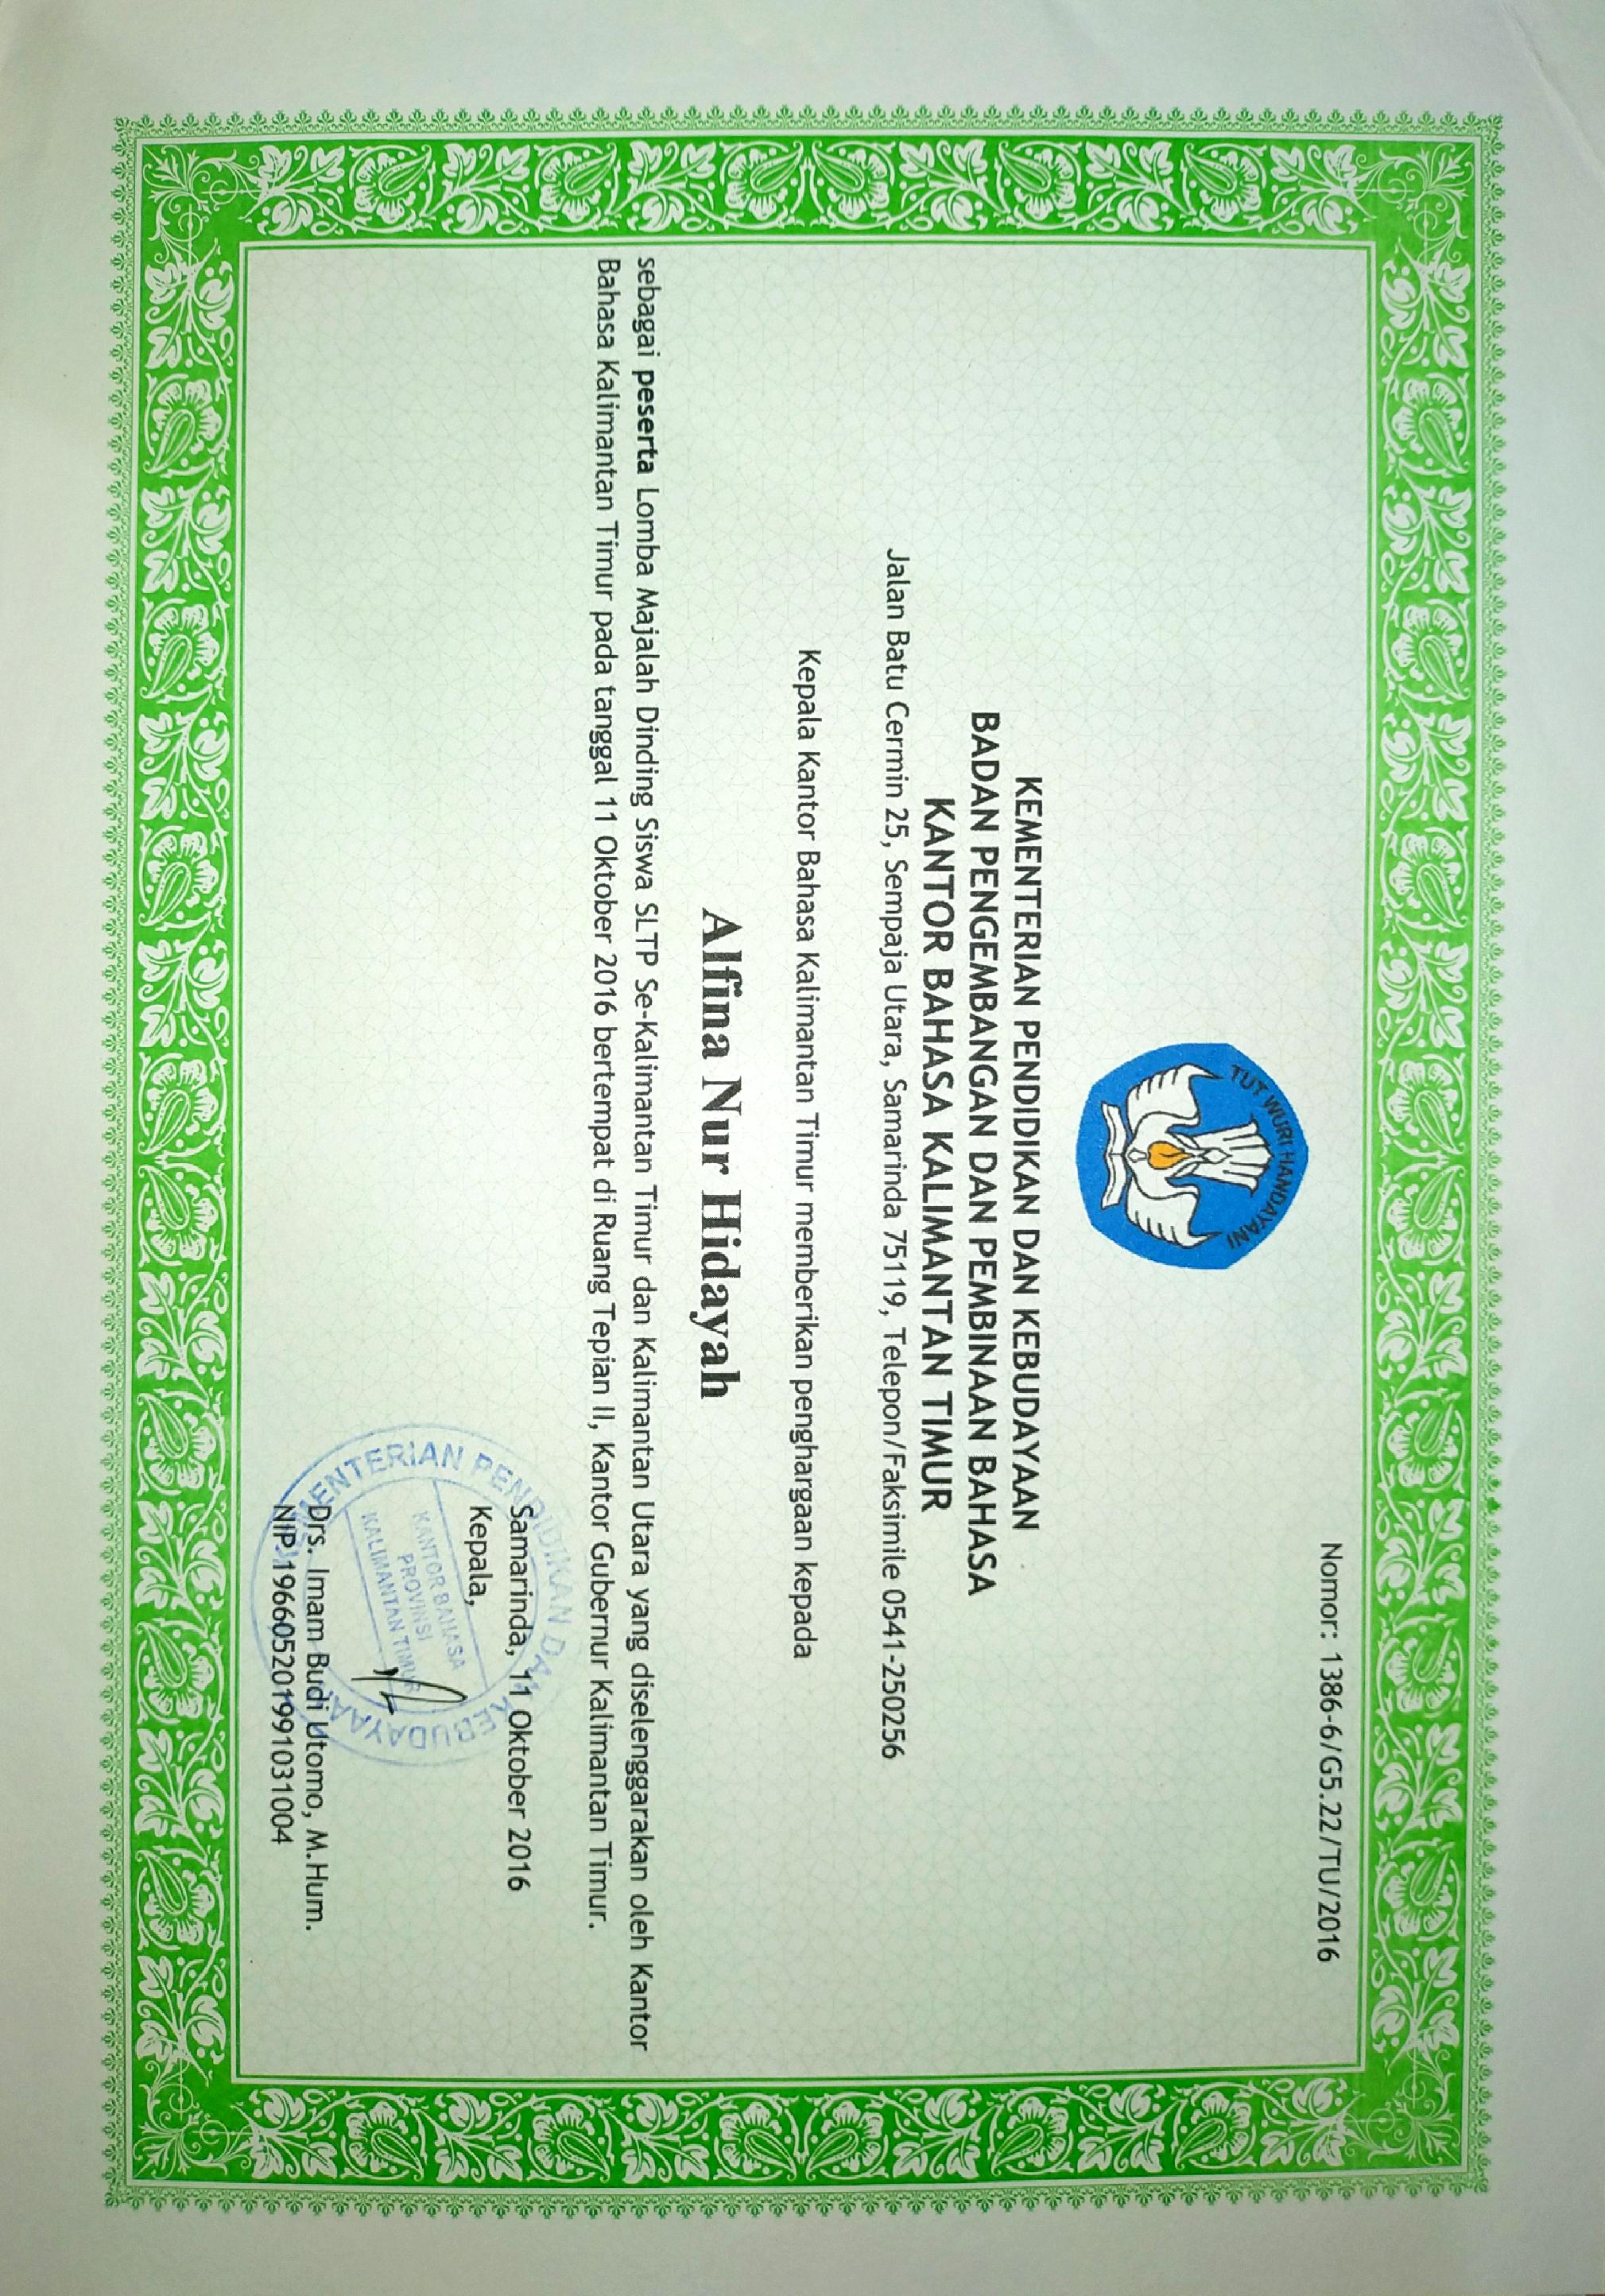 Nomor: 1386-6/G5.22/TU/2016
TUT WURI HANDAYANI
KEMENTERIAN PENDIDIKAN DAN KEBUDAYAAN
BADAN PENGEMBANGAN DAN PEMBINAAN BAHASA
KANTOR BAHASA KALIMANTAN TIMUR
Jalan Batu Cermin 25, Sempaja Utara, Samarinda 75119, Telepon/Faksimile 0541-250256
Kepala Kantor Bahasa Kalimantan Timur memberikan penghargaan kepada
Alfina Nur Hidayah
sebagai peserta Lomba Majalah Dinding Siswa SLTP Se-Kalimantan Timur dan Kalimantan Utara yang diselenggarakan oleh Kantor
Bahasa Kalimantan Timur pada tanggal 11 Oktober 2016 bertempat di Ruang Tepian II, Kantor Gubernur Kalimantan Timur.
Samarinda, 11 Oktober 2016
Kepala,
KEMENTERIAN PENDIDIKAN DAN KEBUDAYAAN
KANTOR BAHASA
PROVINSI
KALIMANTAN TIMUR
Drs. Imam Budi Utomo, M.Hum.
NIP 196605201991031004